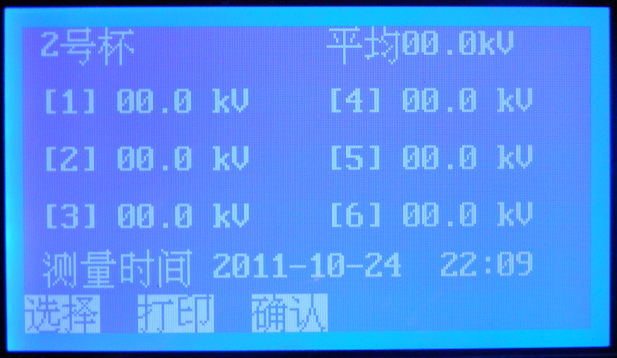 2号杯 平均00.0kV
[1] 00.0 kV [4] 00.0 kV
[2] 00.0 kV [5] 00.0 kV
[3] 00.0 kV [6] 00.0 kV
测量时间 2011-10-24 22:09
选择 打印 确认